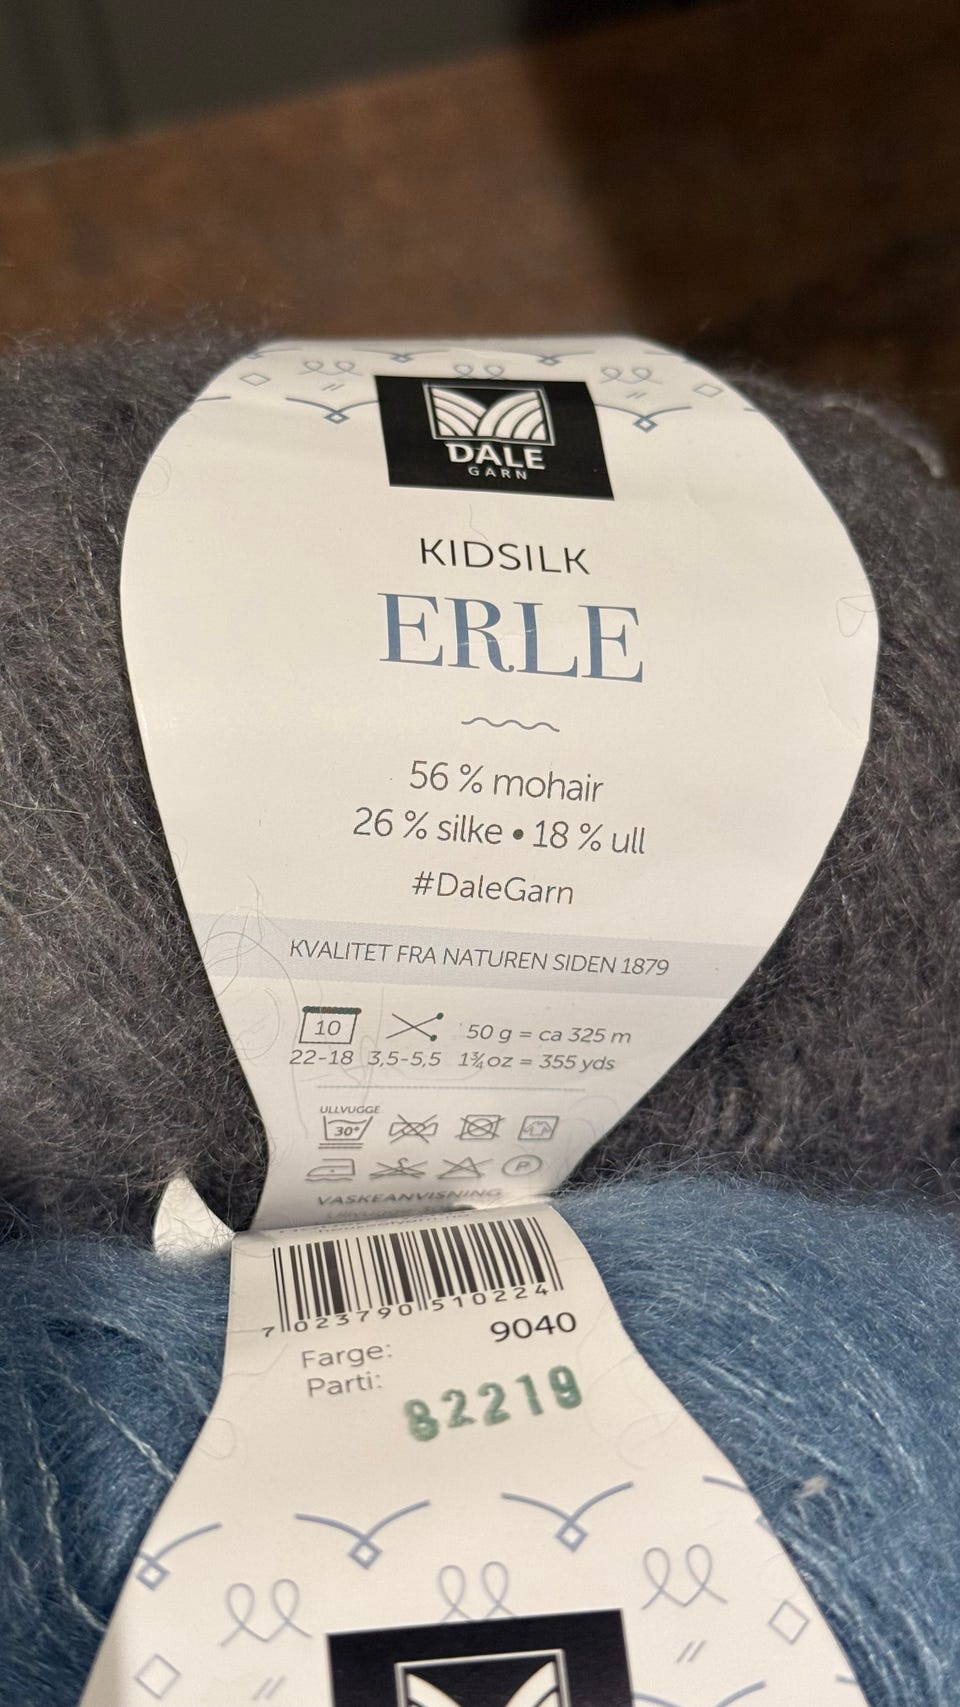 DALE
GARN
KIDSILK
ERLE
56 % mohair
26 % silke • 18 % ull
#DaleGarn
KVALITET FRA NATUREN SIDEN 1879
10
22-18 3,5-5,5
50 g = ca 325 m
1¾ oz = 355 yds
ULLVUGGE
30°
P
VASKEANVISNING
7 023790 510224
Farge: 9040
Parti: 82219